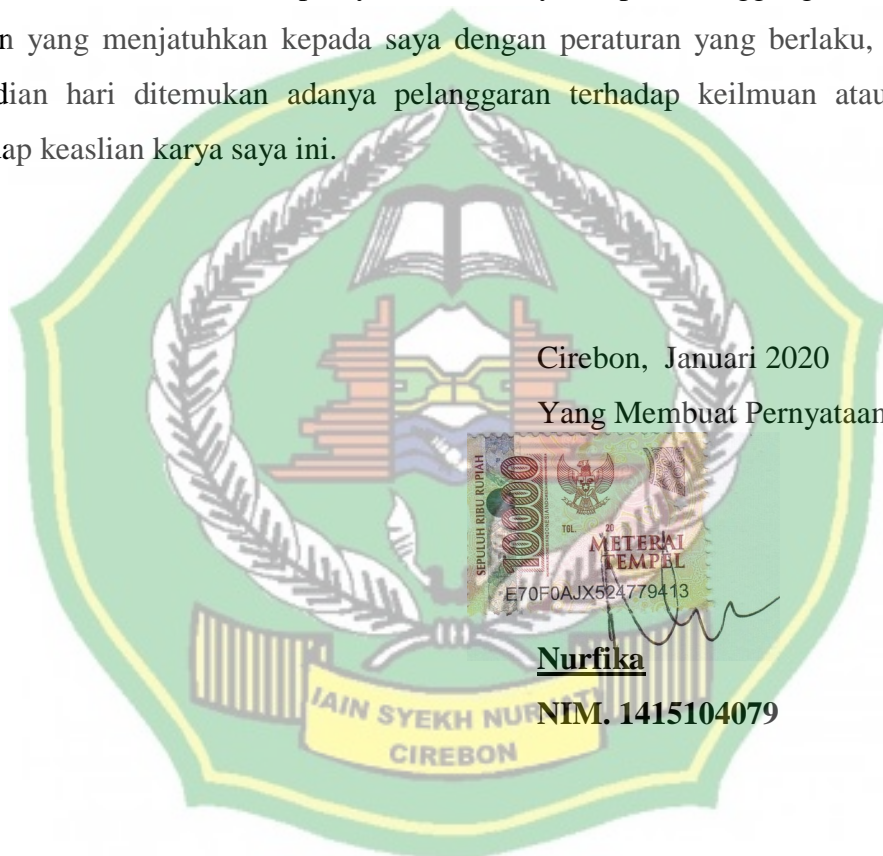 n yang menjatuhkan kepada saya dengan peraturan yang berlaku,
dian hari ditemukan adanya pelanggaran terhadap keilmuan atau
ap keaslian karya saya ini.
Cirebon, Januari 2020
Yang Membuat Pernyataan
SEPULUH RIBU RUPIAH
10000
TGL. 20
METERAI
TEMPEL
E70F0AJX524779413
Nurfika
NIM. 1415104079
IAIN SYEKH NUR
CIREBON